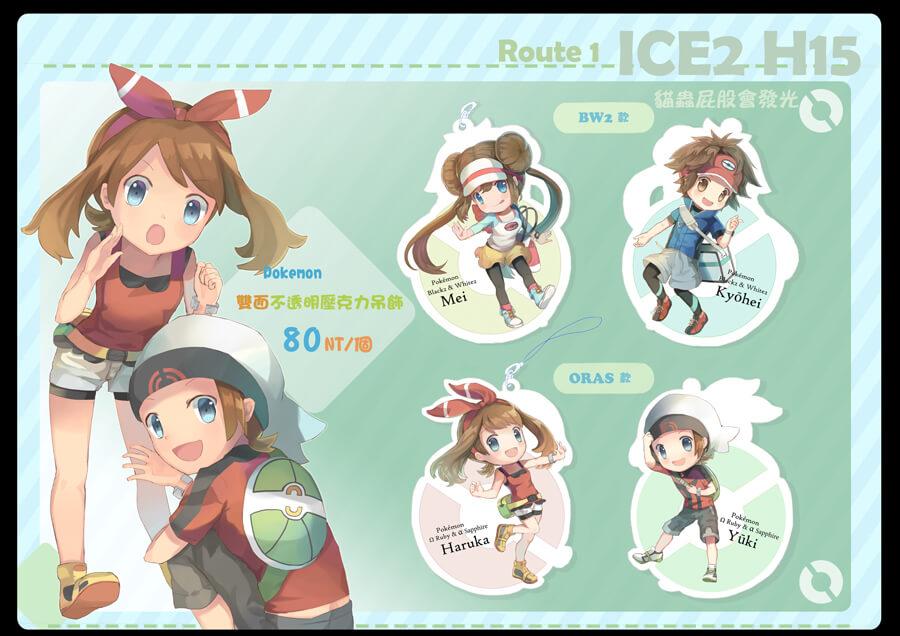 Route 1 ICE2 H15
貓蟲屁股會發光
BW2 款
Pokémon
Black2 & White2
Mei
Pokémon
Black2 & White2
Kyōhei
Pokemon
雙面不透明壓克力吊飾
80 NT/個
ORAS 款
Pokémon
Ω Ruby & α Sapphire
Haruka
Pokémon
Ω Ruby & α Sapphire
Yūki